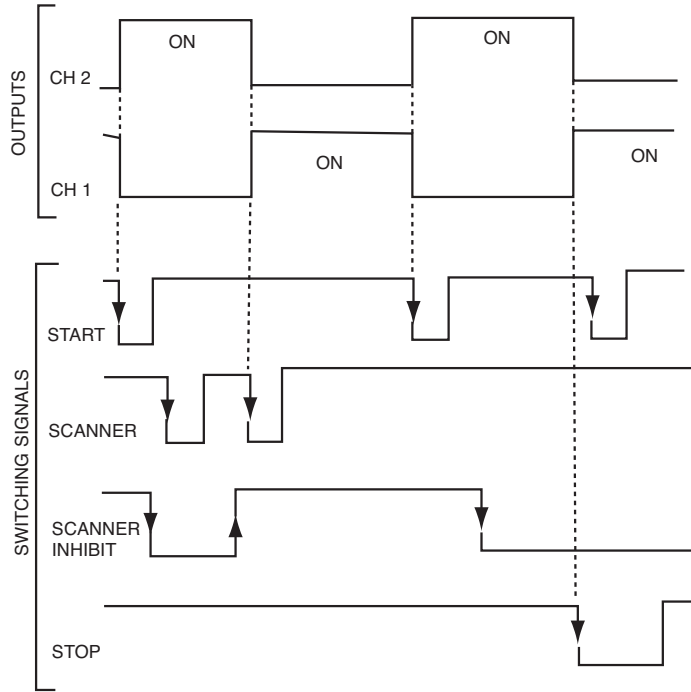 OUTPUTS
CH 2
ON
ON
CH 1
ON
ON
SWITCHING SIGNALS
START
SCANNER
SCANNER
INHIBIT
STOP